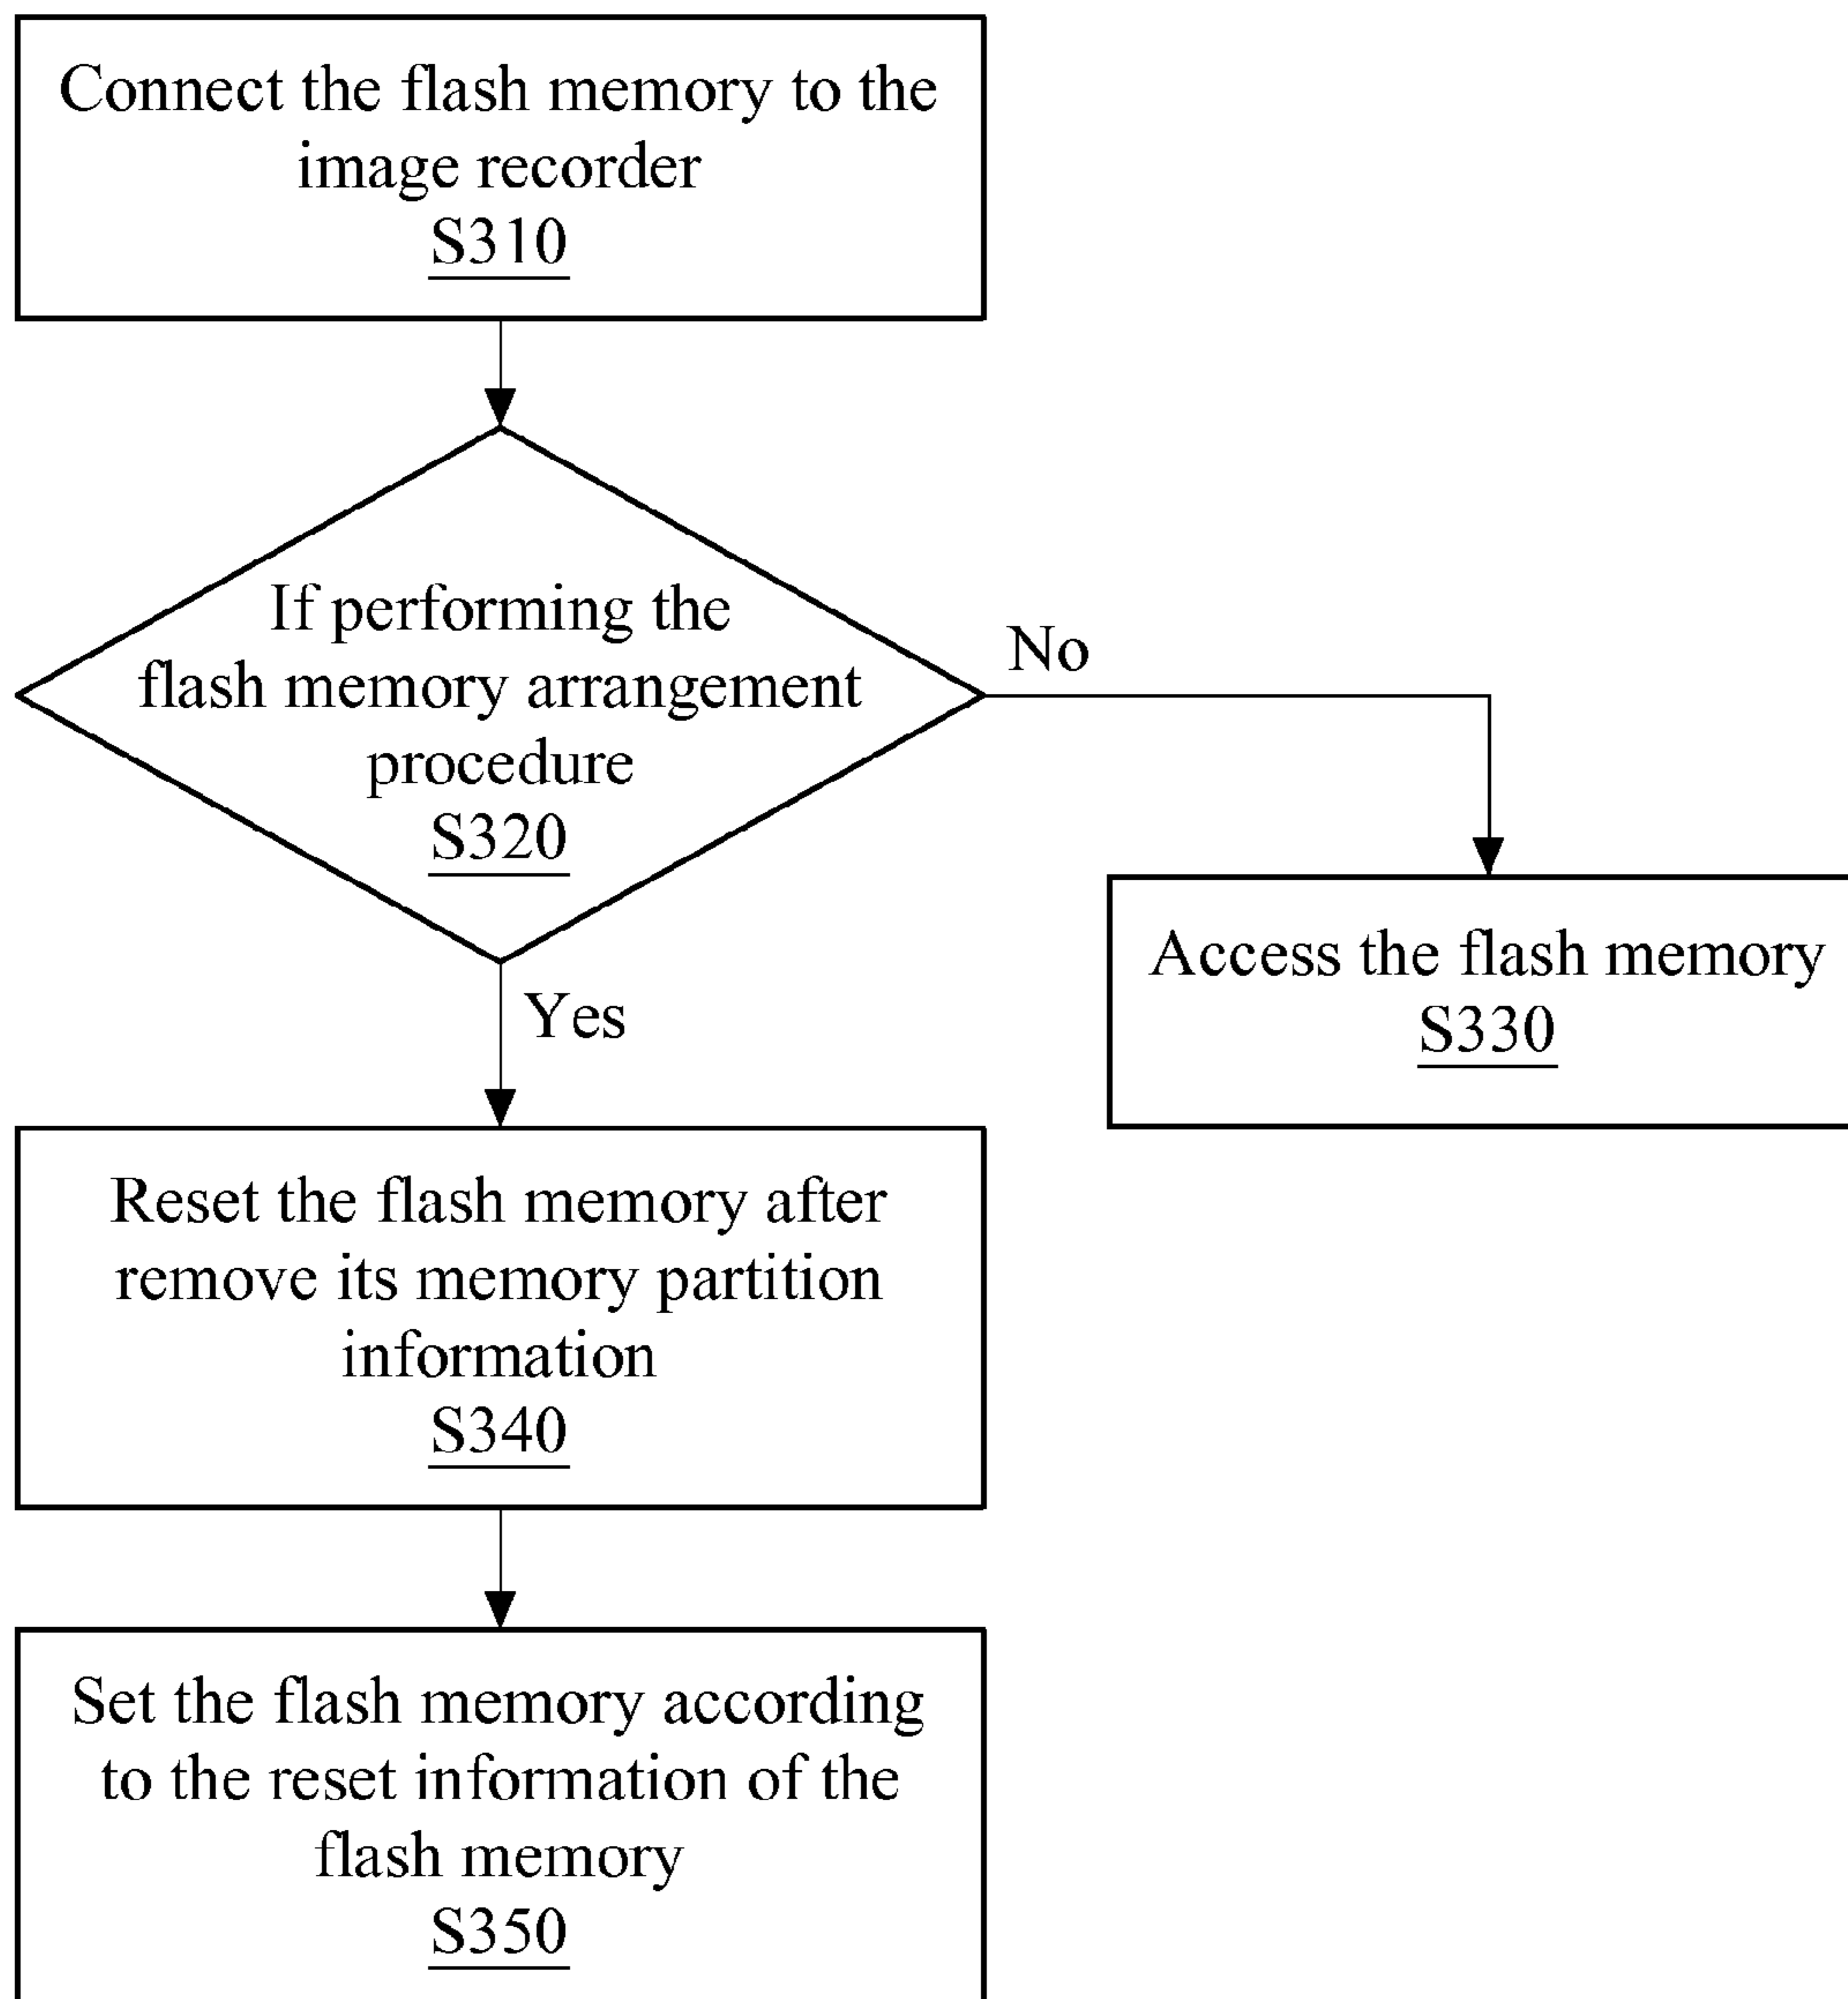 Connect the flash memory to the
image recorder
S310
If performing the
flash memory arrangement
procedure
S320
No
Access the flash memory
S330
Yes
Reset the flash memory after
remove its memory partition
information
S340
Set the flash memory according
to the reset information of the
flash memory
S350